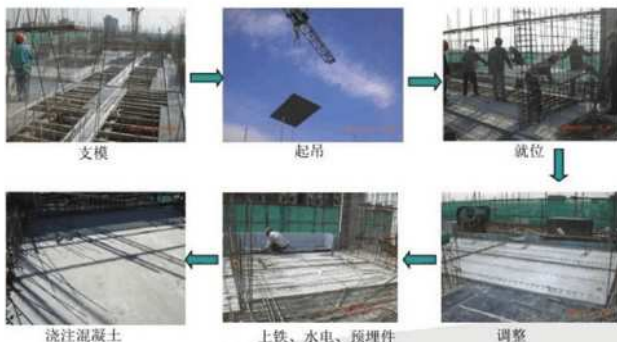 支模
起吊
就位
调整
上铁、水电、预埋件
浇注混凝土